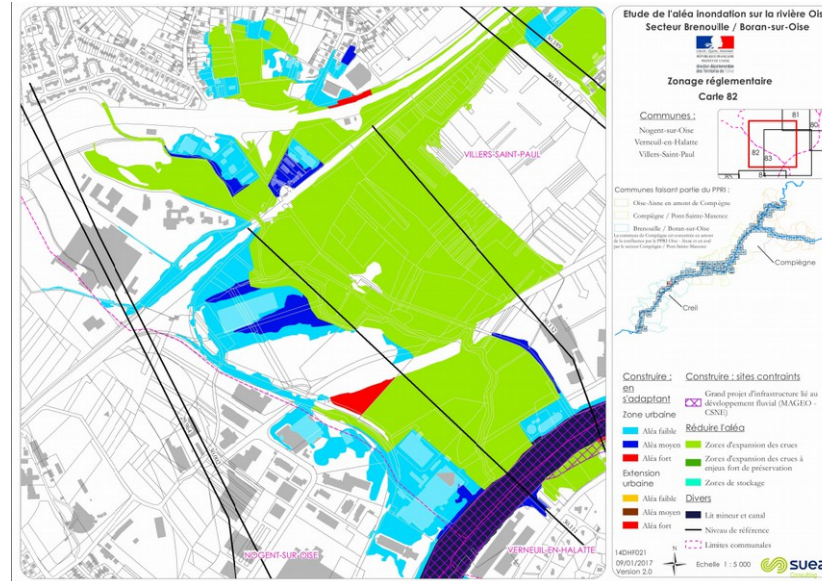 Etude de l'aléa inondation sur la rivière Ois
Secteur Brenouille / Boran-sur-Oise
Zonage réglementaire
Carte 82
Communes :
Nogent-sur-Oise
Verneuil-en-Halatte
Villers-Saint-Paul
81
80
82
83
84
Communes faisant partie du PPRI :
Oise-Aisne en amont de Compiègne
Compiègne / Pont-Sainte-Maxence
Brenouille / Boran-sur-Oise
Compiègne
Creil
Construire : en s'adaptant
Zone urbaine
Aléa faible
Aléa moyen
Aléa fort
Extension urbaine
Aléa faible
Aléa moyen
Aléa fort
Construire : sites contraints
Grand projet d'infrastructure lié au
développement fluvial (MAGEO -
CSNE)
Réduire l'aléa
Zones d'expansion des crues
Zones d'expansion des crues à
enjeux fort de préservation
Zones de stockage
Divers
Lit mineur et canal
Niveau de référence
Limites communales
14DHF021
09/01/2017
Version 2.0
N
Echelle 1 : 5 000
suez
VILLERS-SAINT-PAUL
NOGENT-SUR-OISE
VERNEUIL-EN-HALATTE